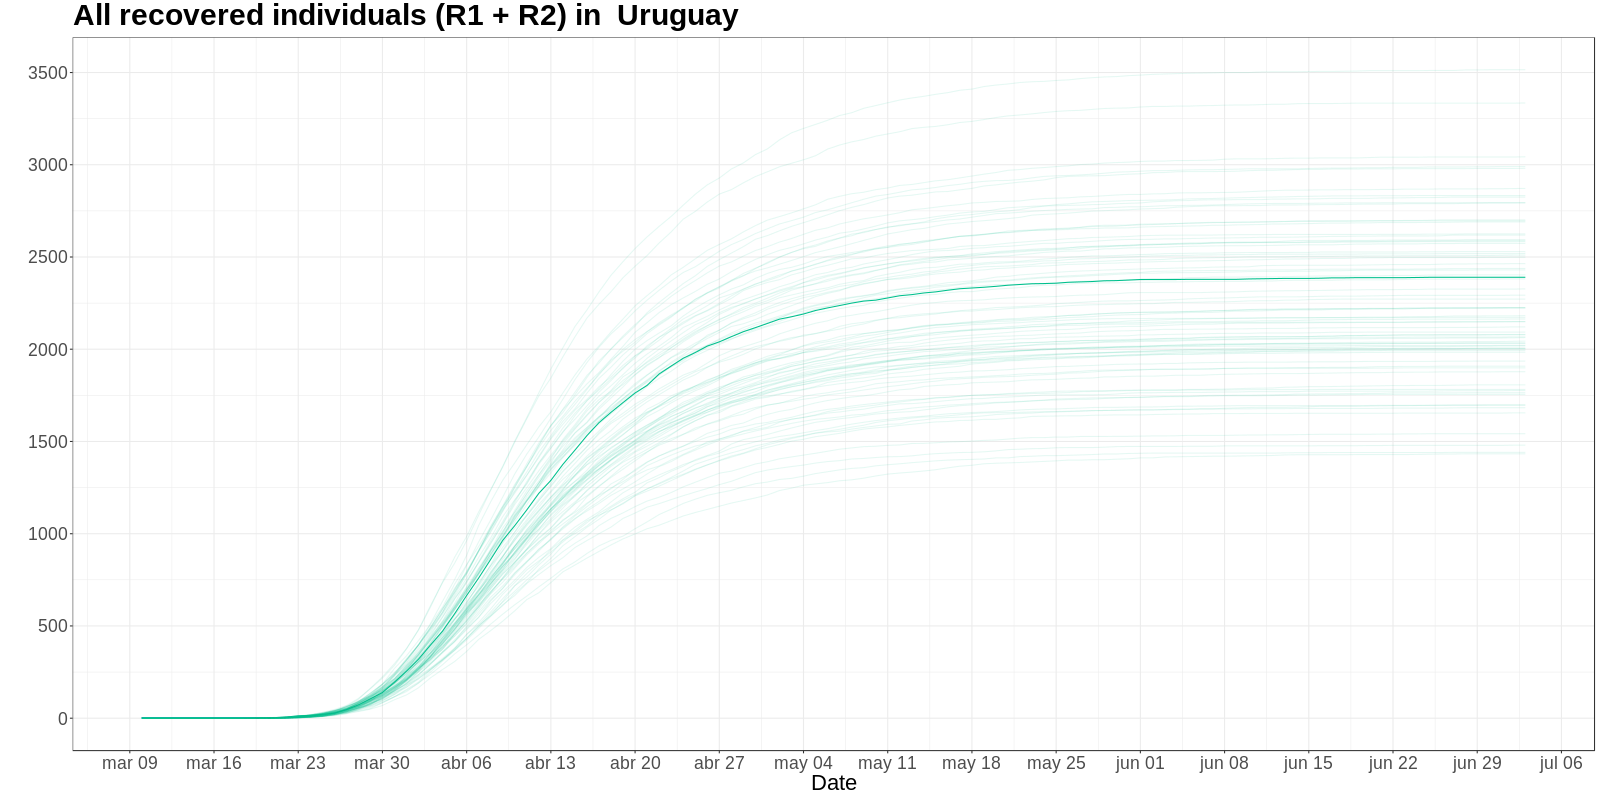 All recovered individuals (R1 + R2) in  Uruguay
3500
3000
2500
2000
1500
1000
500
0
mar 09 mar 16 mar 23 mar 30 abr 06 abr 13 abr 20 abr 27 may 04 may 11 may 18 may 25 jun 01 jun 08 jun 15 jun 22 jun 29 jul 06
Date